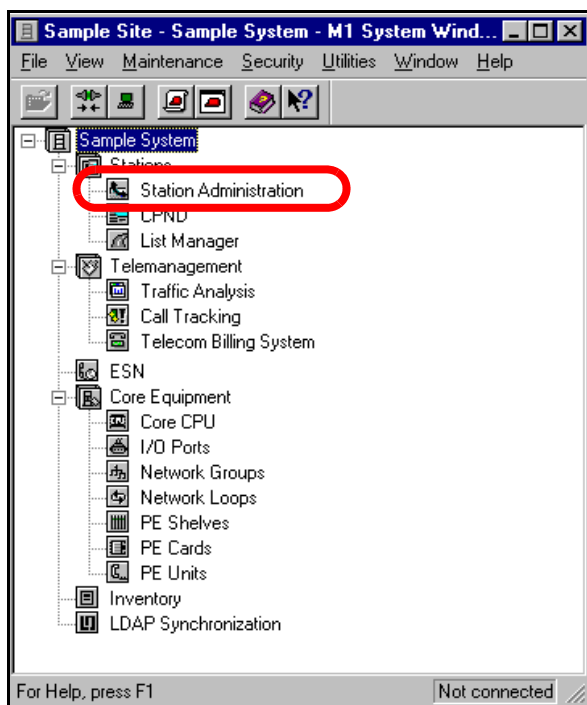 Sample Site - Sample System - M1 System Wind...
File View Maintenance Security Utilities Window Help
Sample System
Stations
Station Administration
CPND
List Manager
Telemanagement
Traffic Analysis
Call Tracking
Telecom Billing System
ESN
Core Equipment
Core CPU
I/O Ports
Network Groups
Network Loops
PE Shelves
PE Cards
PE Units
Inventory
LDAP Synchronization
For Help, press F1 Not connected